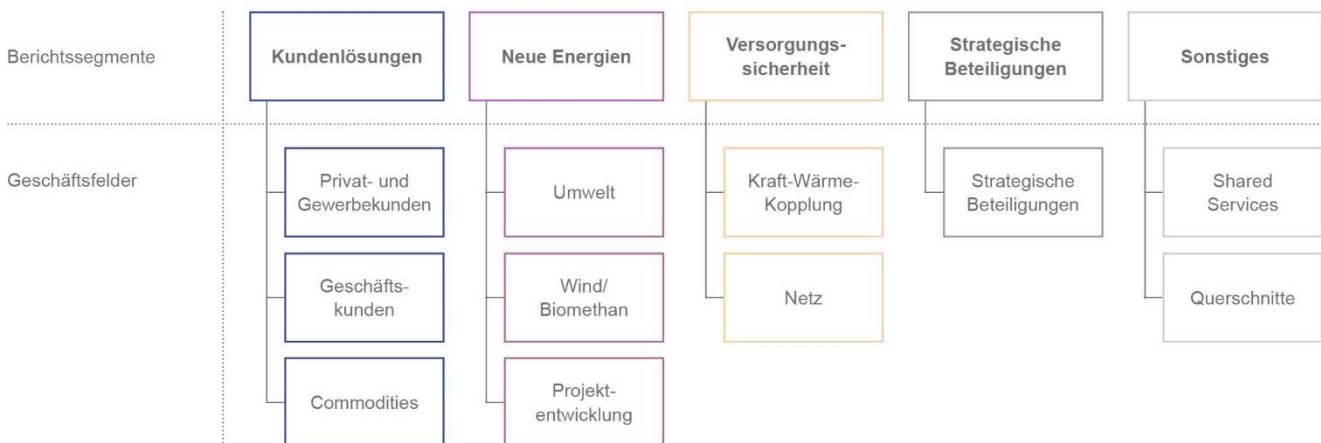 Berichtssegmente
Kundenlösungen
Neue Energien
Versorgungs-
sicherheit
Strategische
Beteiligungen
Sonstiges
Geschäftsfelder
Privat- und
Gewerbekunden
Umwelt
Kraft-Wärme-
Kopplung
Strategische
Beteiligungen
Shared
Services
Geschäfts-
kunden
Wind/
Biomethan
Netz
Querschnitte
Commodities
Projekt-
entwicklung